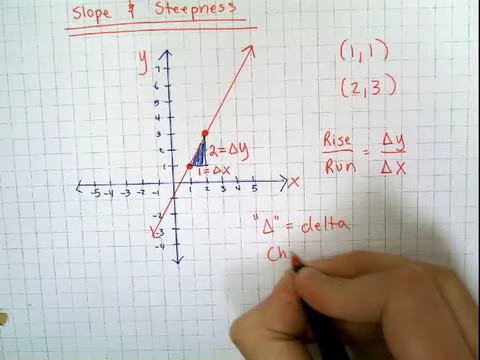 Slope & Steepness
y
7
6
5
4
3
2
1
-5 -4 -3 -2 -1 1 2 3 4 5 x
-2
-3
-4
2 = Δy
1 = Δx
(1,1)
(2,3)
Rise/Run = Δy/Δx
"Δ" = delta
Ch